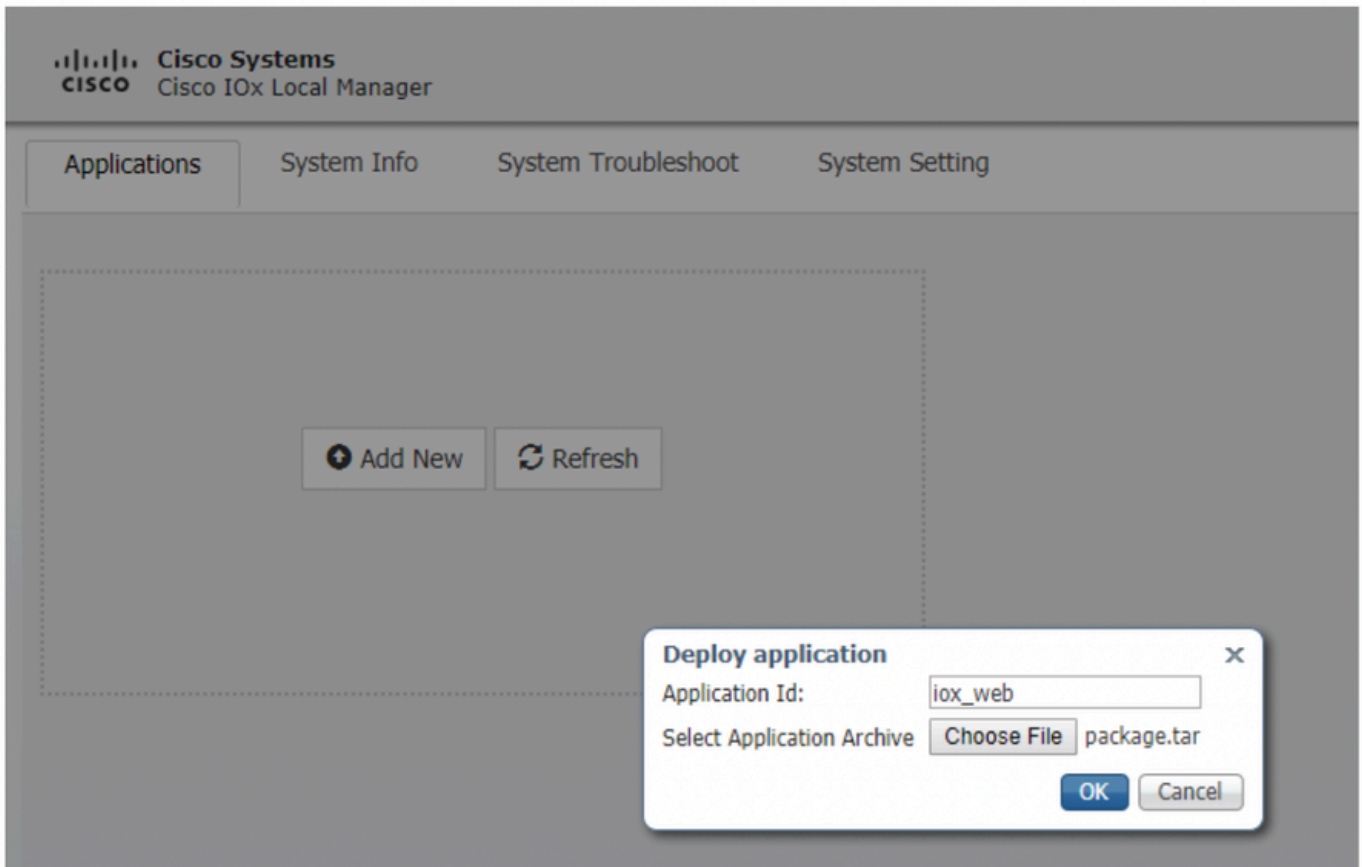 Cisco Systems
CISCO Cisco IOx Local Manager
Applications System Info System Troubleshoot System Setting
Add New Refresh
Deploy application x
Application Id: iox_web
Select Application Archive Choose File package.tar
OK Cancel